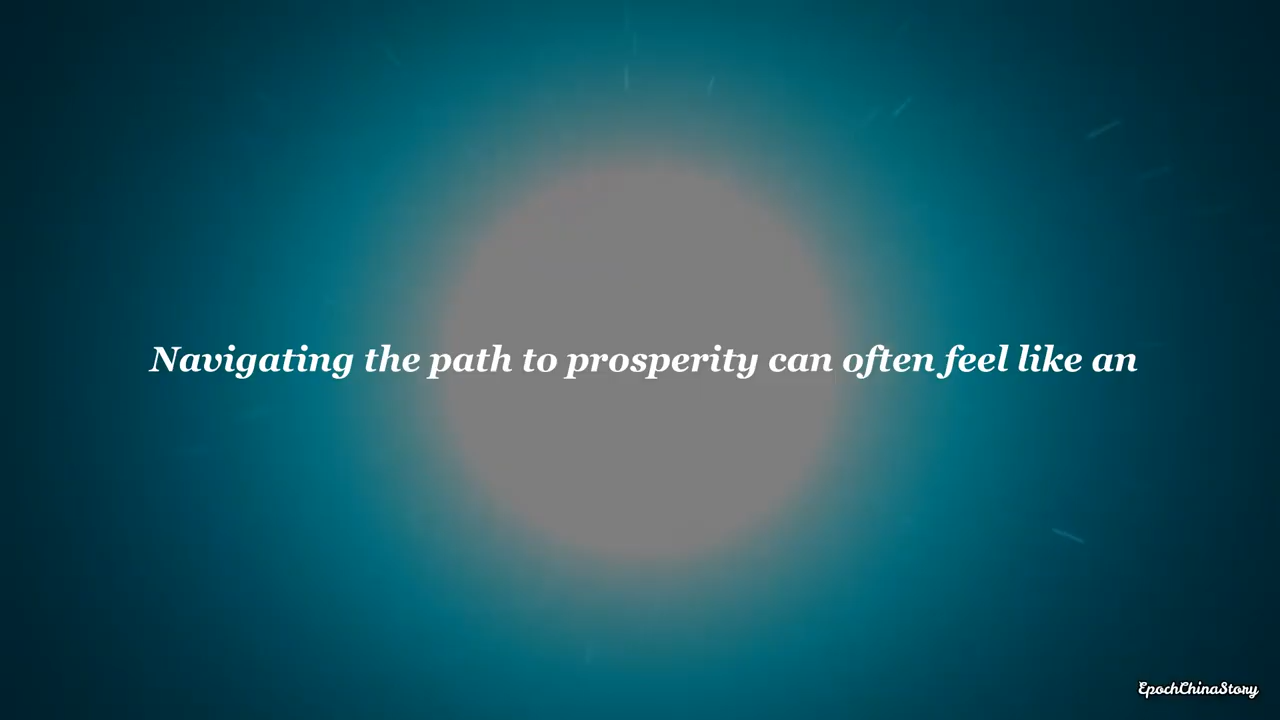 Navigating the path to prosperity can often feel like an
EpochChinaStory